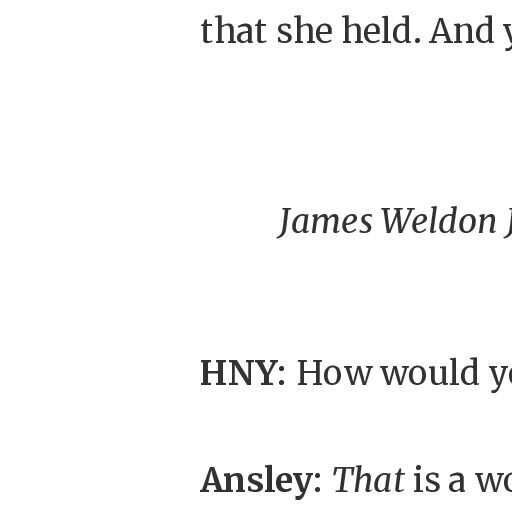 that she held. And
James Weldon
HNY: How would
Ansley: That is a